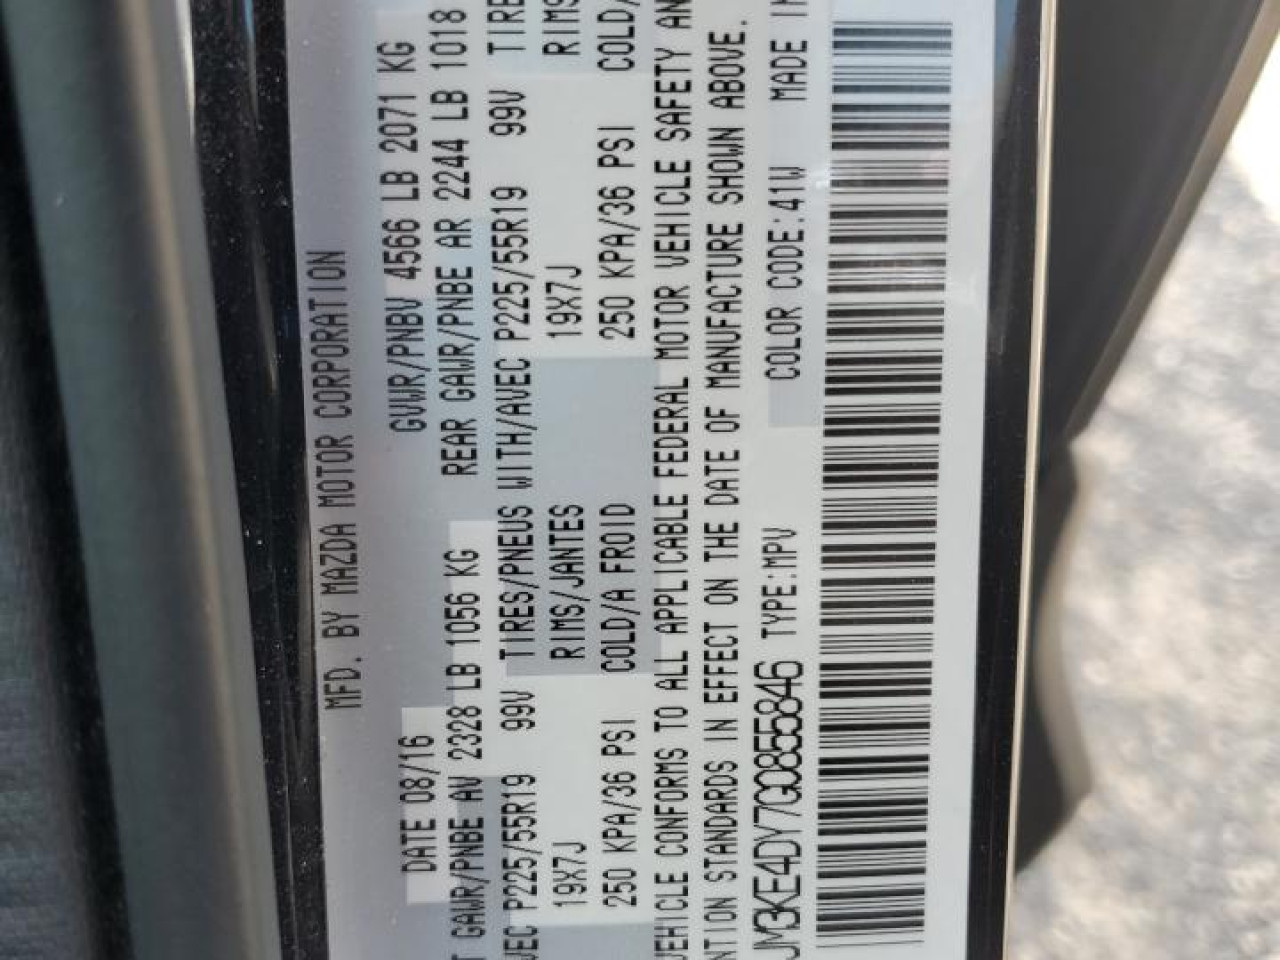 MFD. BY MAZDA MOTOR CORPORATION
DATE 08/16 GVWR/PNBV 4566 LB 2071 KG
T GAWR/PNBE AV 2328 LB 1056 KG REAR GAWR/PNBE AR 2244 LB 1018
VEC P225/55R19 99V TIRES/PNEUS WITH/AVEC P225/55R19 99V TIRE
19X7J RIMS/JANTES 19X7J RIMS
250 KPA/36 PSI COLD/A FROID 250 KPA/36 PSI COLD/
VEHICLE CONFORMS TO ALL APPLICABLE FEDERAL MOTOR VEHICLE SAFETY AN
NTION STANDARDS IN EFFECT ON THE DATE OF MANUFACTURE SHOWN ABOVE.
JM3KE4DY7G0855846 TYPE:MPV COLOR CODE:41W MADE IN